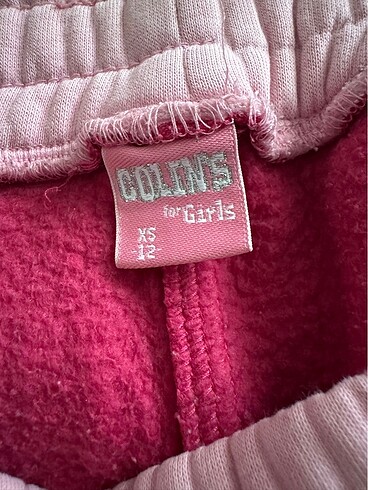 COLIN'S
for Girls
XS
12